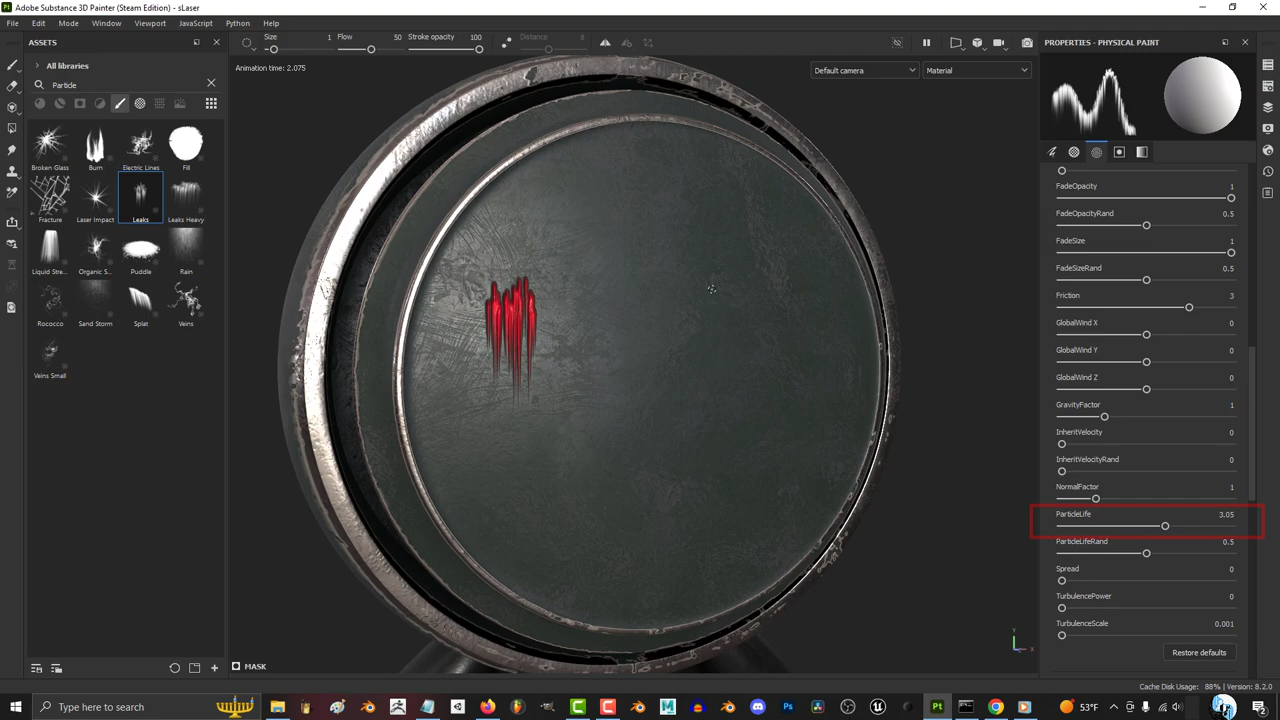 Adobe Substance 3D Painter (Steam Edition) - sLaser
File Edit Mode Window Viewport JavaScript Python Help
ASSETS
All libraries
Particle
Broken Glass Burn Electric Lines Fill
Fracture Laser Impact Leaks Leaks Heavy
Liquid Stre... Organic S... Puddle Rain
Rococco Sand Storm Splat Veins
Veins Small
Size 1 Flow 50 Stroke opacity 100 Distance 8
Animation time: 2.075
Default camera Material
MASK
PROPERTIES - PHYSICAL PAINT
FadeOpacity 1
FadeOpacityRand 0.5
FadeSize 1
FadeSizeRand 0.5
Friction 3
GlobalWind X 0
GlobalWind Y 0
GlobalWind Z 0
GravityFactor 1
InheritVelocity 0
InheritVelocityRand 0
NormalFactor 1
ParticleLife 3.05
ParticleLifeRand 0.5
Spread 0
TurbulencePower 0
TurbulenceScale 0.001
Restore defaults
Cache Disk Usage: 88% | Version: 8.2.0
Type here to search
53°F